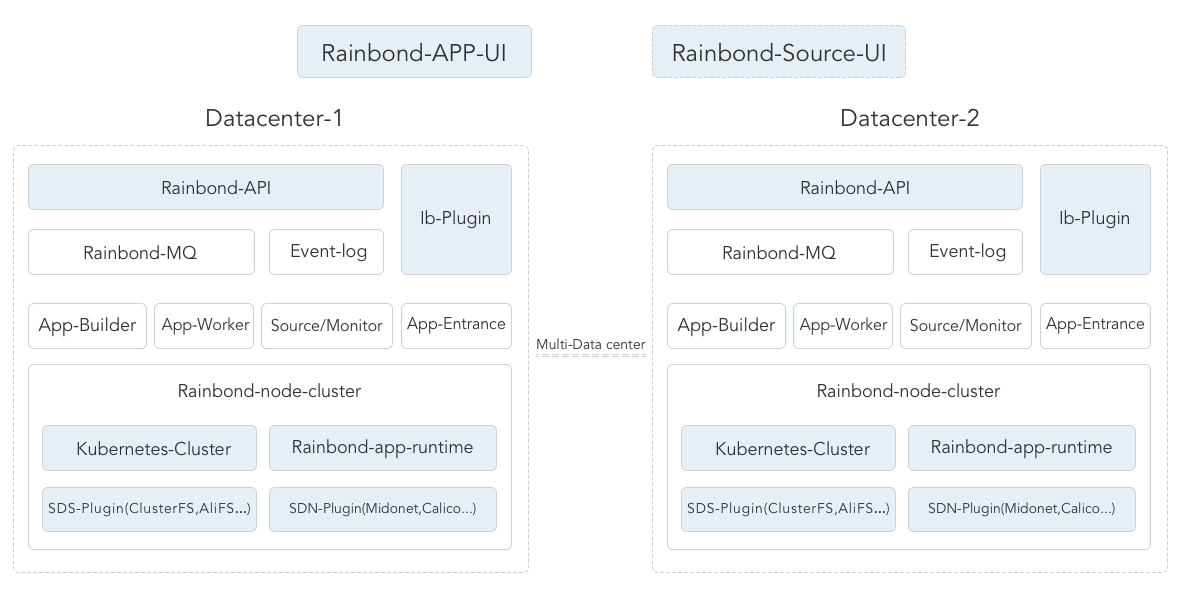 Rainbond-APP-UI
Rainbond-Source-UI
Datacenter-1
Rainbond-API
Ib-Plugin
Rainbond-MQ
Event-log
App-Builder
App-Worker
Source/Monitor
App-Entrance
Rainbond-node-cluster
Kubernetes-Cluster
Rainbond-app-runtime
SDS-Plugin(ClusterFS,AliFS...)
SDN-Plugin(Midonet,Calico...)
Multi-Data center
Datacenter-2
Rainbond-API
Ib-Plugin
Rainbond-MQ
Event-log
App-Builder
App-Worker
Source/Monitor
App-Entrance
Rainbond-node-cluster
Kubernetes-Cluster
Rainbond-app-runtime
SDS-Plugin(ClusterFS,AliFS...)
SDN-Plugin(Midonet,Calico...)